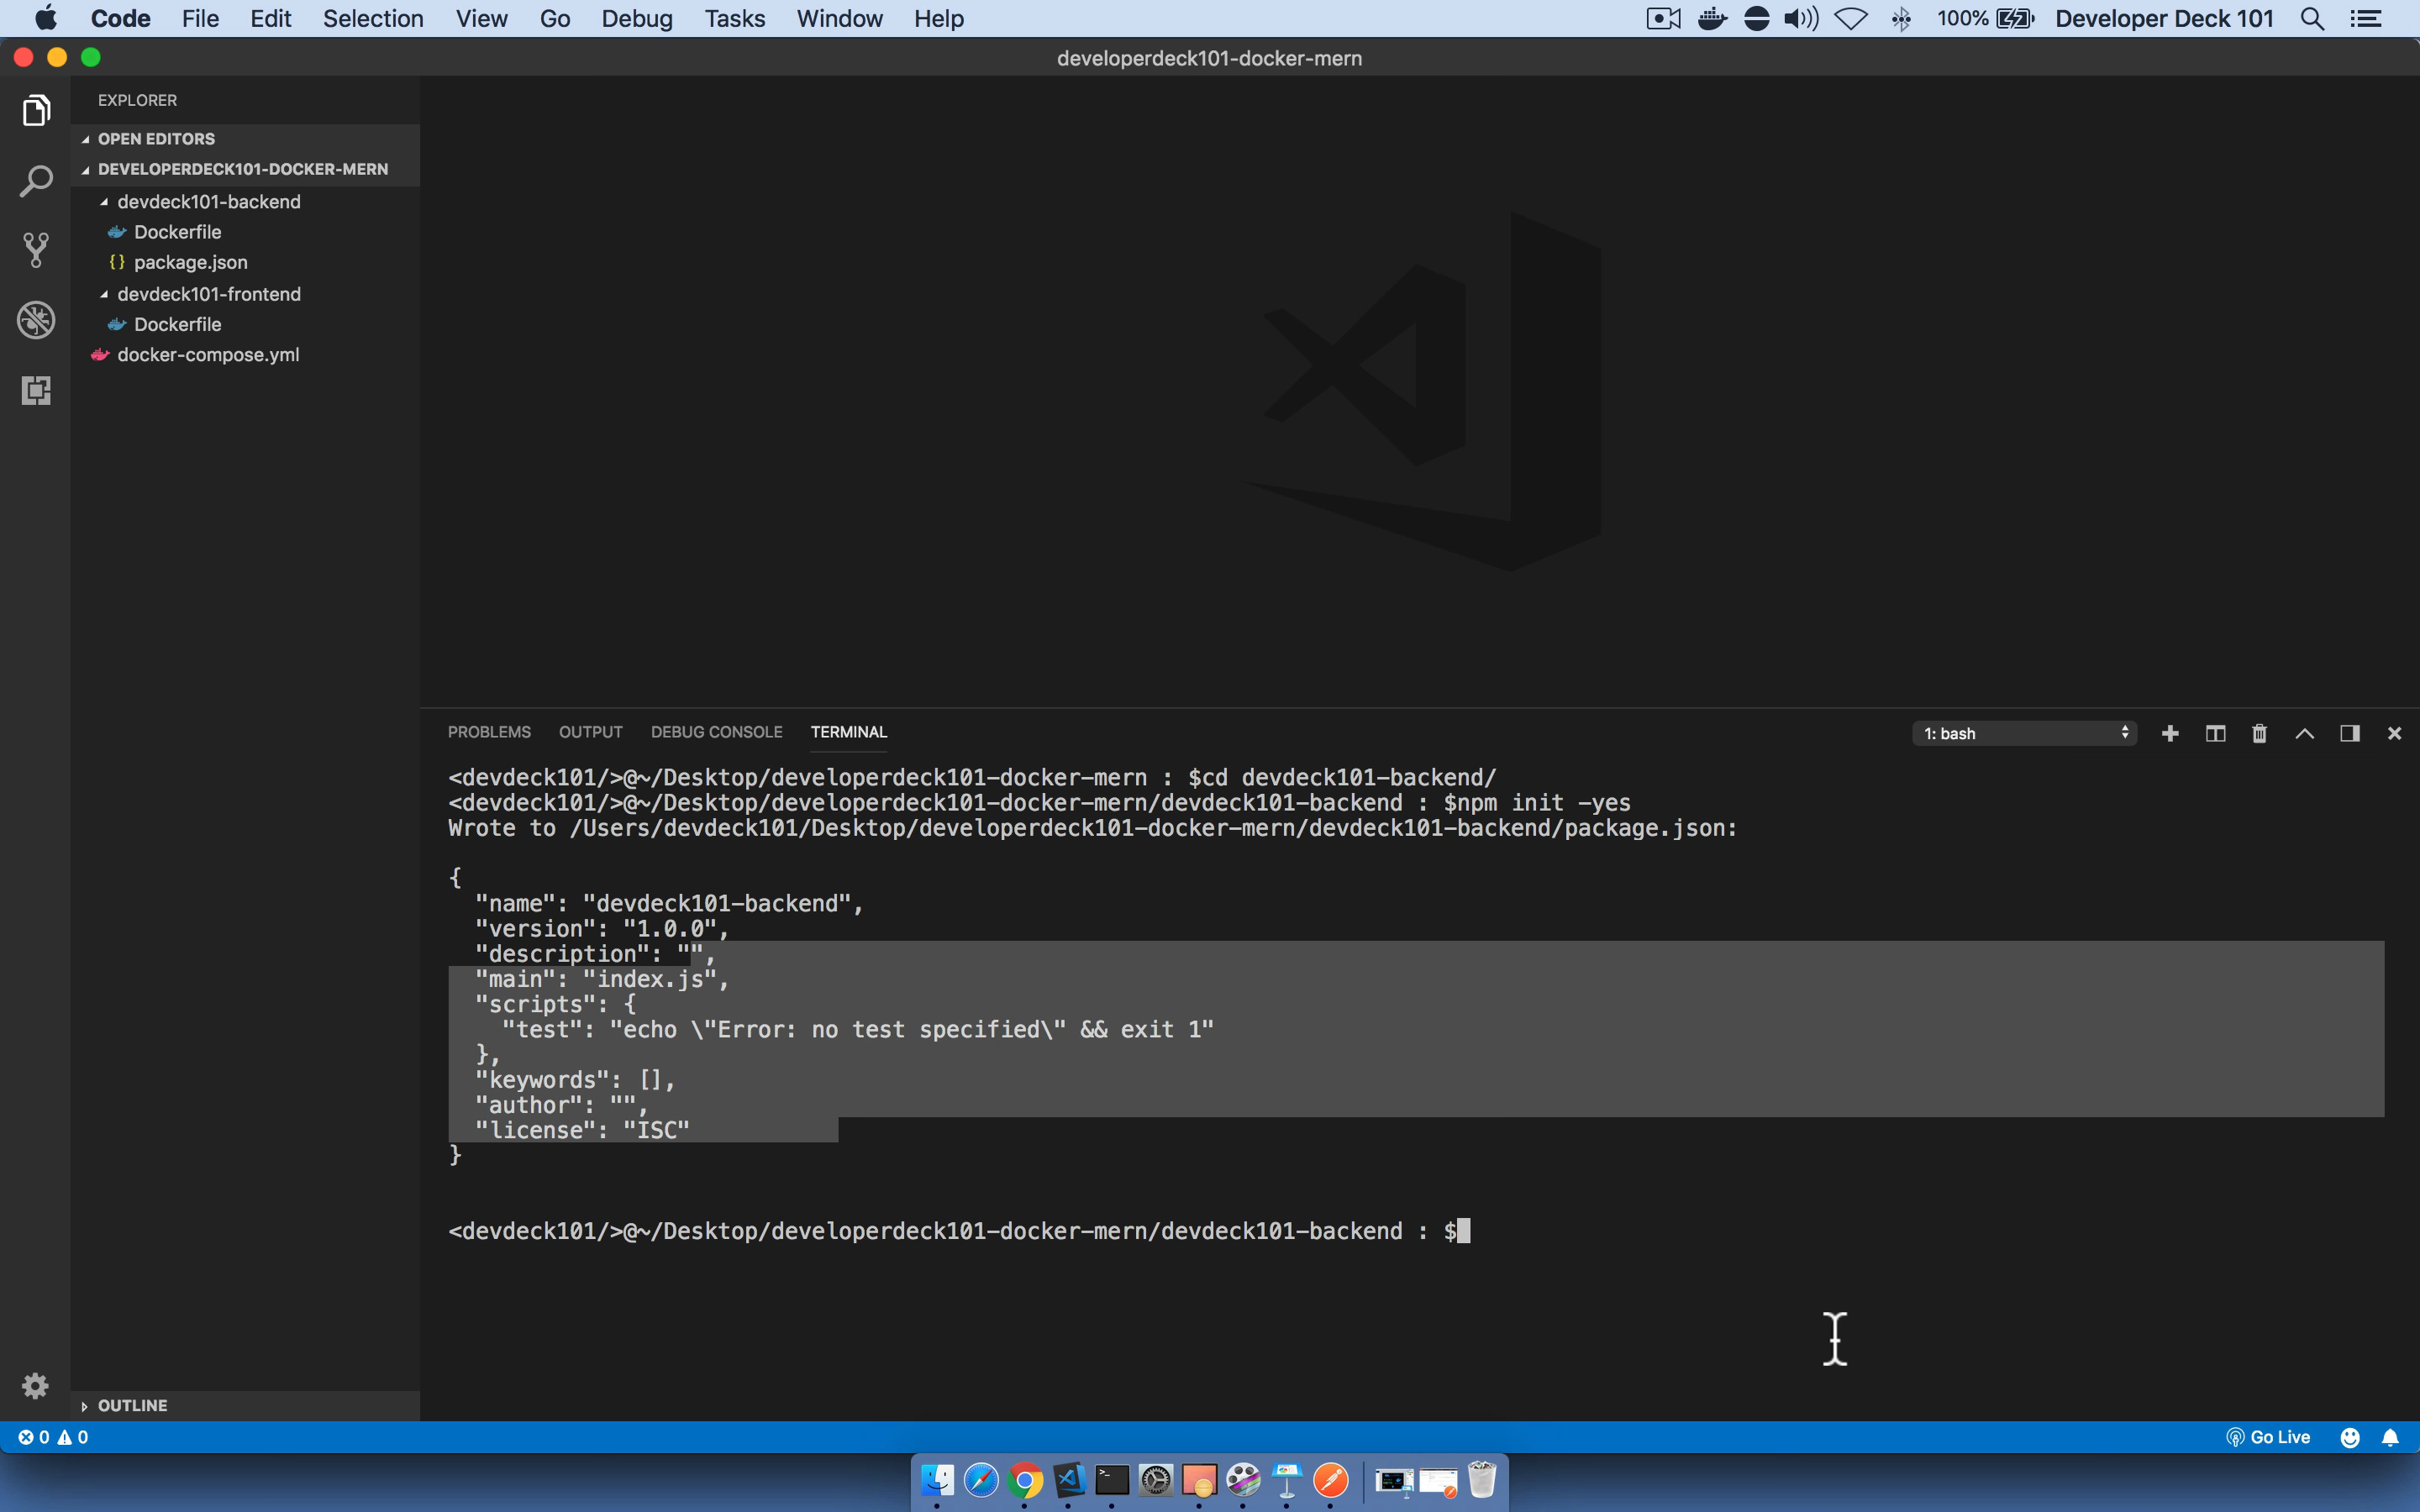 Code File Edit Selection View Go Debug Tasks Window Help 100% Developer Deck 101
developerdeck101-docker-mern
EXPLORER
OPEN EDITORS
DEVELOPERDECK101-DOCKER-MERN
devdeck101-backend
Dockerfile
{} package.json
devdeck101-frontend
Dockerfile
docker-compose.yml
PROBLEMS OUTPUT DEBUG CONSOLE TERMINAL 1: bash
<devdeck101/>@~/Desktop/developerdeck101-docker-mern : $cd devdeck101-backend/
<devdeck101/>@~/Desktop/developerdeck101-docker-mern/devdeck101-backend : $npm init -yes
Wrote to /Users/devdeck101/Desktop/developerdeck101-docker-mern/devdeck101-backend/package.json:
{
"name": "devdeck101-backend",
"version": "1.0.0",
"description": "",
"main": "index.js",
"scripts": {
"test": "echo \"Error: no test specified\" && exit 1"
},
"keywords": [],
"author": "",
"license": "ISC"
}
<devdeck101/>@~/Desktop/developerdeck101-docker-mern/devdeck101-backend : $
OUTLINE
0 0 Go Live